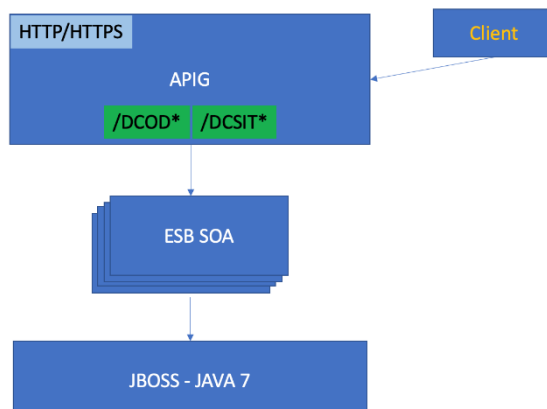 HTTP/HTTPS
Client
APIG
/DCOD*
/DCSIT*
ESB SOA
JBOSS - JAVA 7